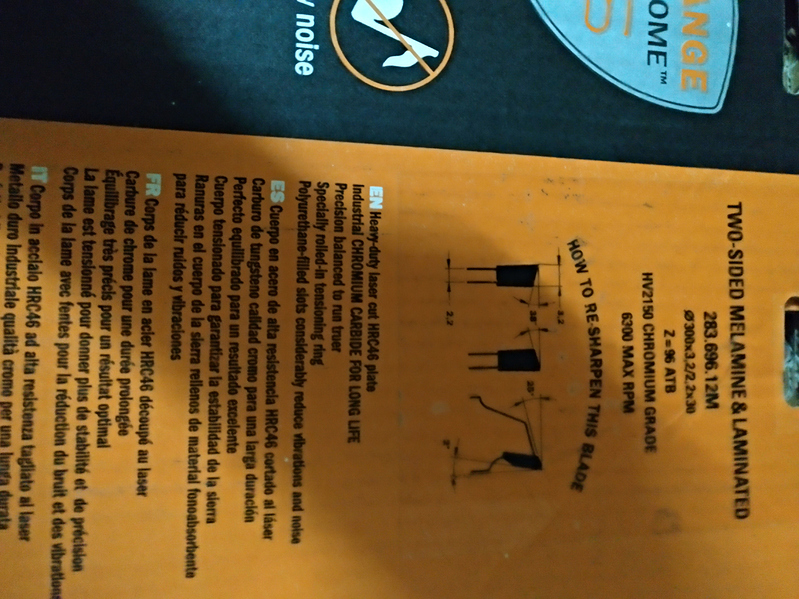 ANGE
OME™
y noise
TWO-SIDED MELAMINE & LAMINATED
283.696.12M
Ø300x3,2/2.2x30
Z=96 ATB
HV2150 CHROMIUM GRADE
6390 MAX RPM
HOW TO RE-SHARPEN THIS BLADE
3,2
2,2
EN Heavy-duty laser cut HRC46 plate
Industrial CHROMIUM CARBIDE FOR LONG LIFE
Precision balanced to run truer
Specially rolled-in tensioning ring
Polyurethane-filled slots considerably reduce vibrations and noise
ES Cuerpo en acero de alta resistencia HRC46 cortado al láser
Carburo de tungsteno calidad cromo para una larga duración
Perfecto equilibrado para un resultado excelente
Cuerpo tensionado para garantizar la estabilidad de la sierra
Ranuras en el cuerpo de la sierra rellenos de material fonoabsorbente
para réducir ruidos y vibraciones
FR Corps de la lame en acier HRC46 découpé au laser
Carbure de chrome pour une durée prolongée
Équilibrage très précis pour un résultat optimal
La lame est tensionné pour donner plus de stabilité et de précision
Corps de la lame avec fentes pour la réduction du bruit et des vibrations
IT Corpo in acciaio HRC46 ad alta resistenza tagliato al laser
Metallo duro industriale qualità cromo per una lunga durata